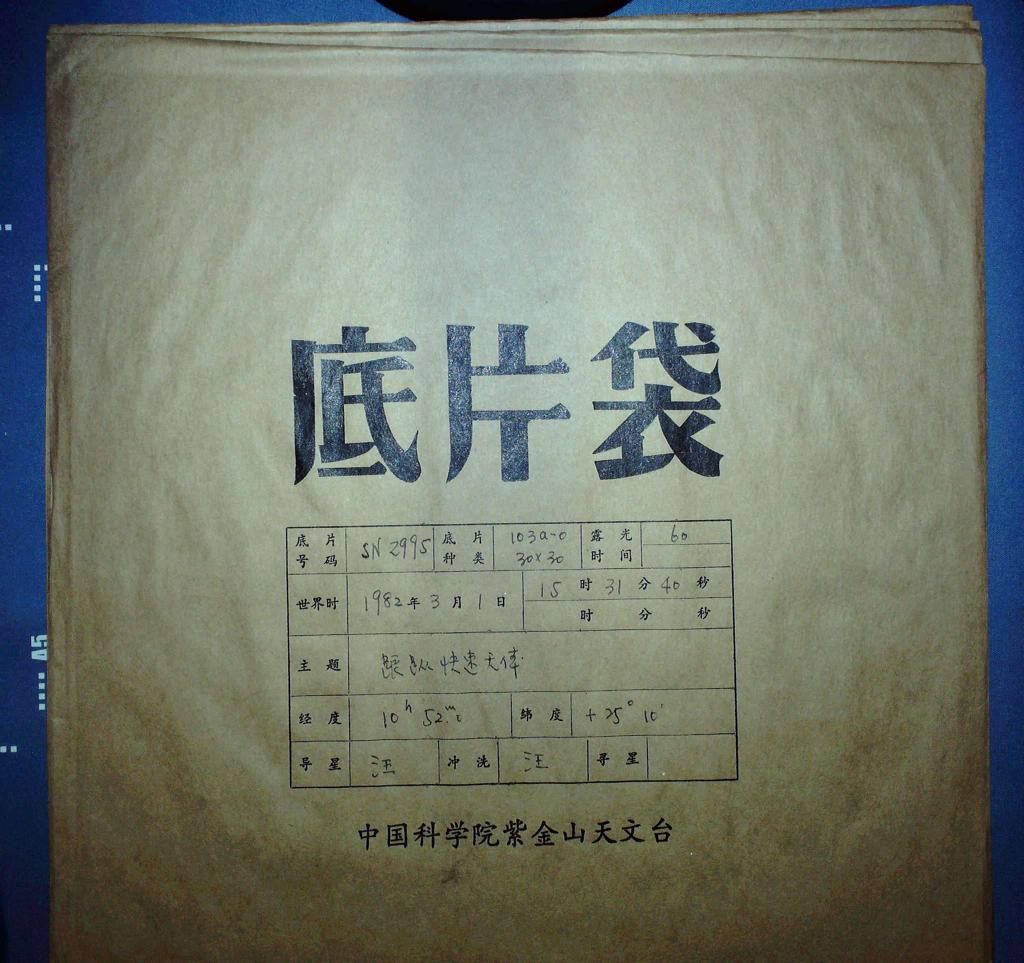 底片袋
底片号码 SN 2995 底片种类 103a-O 30×30 露光时间 60
世界时 1982年3月1日 15时31分40秒
时 分 秒
主题 跟踪快速天体
经度 10h 52m.0 纬度 +25° 10′
导星 汪 冲洗 汪 寻星
中国科学院紫金山天文台
A5